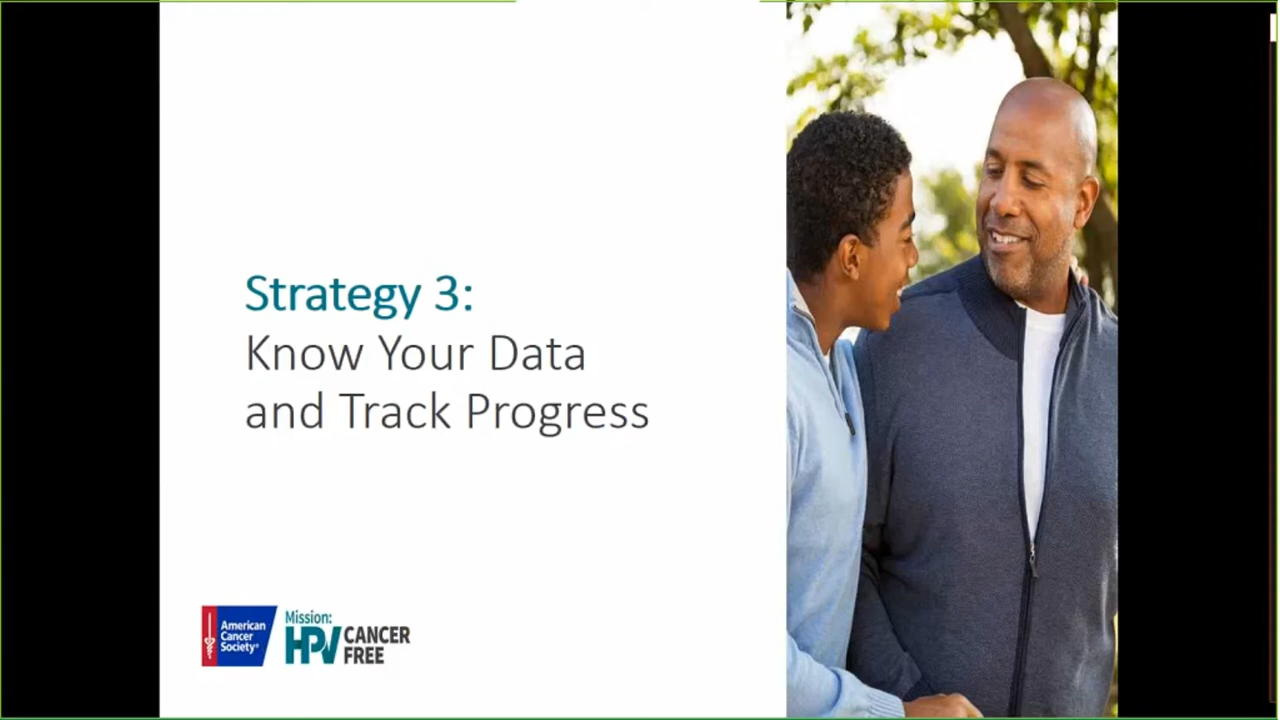 Strategy 3:
Know Your Data
and Track Progress
American
Cancer
Society®
Mission:
HPV CANCER
FREE